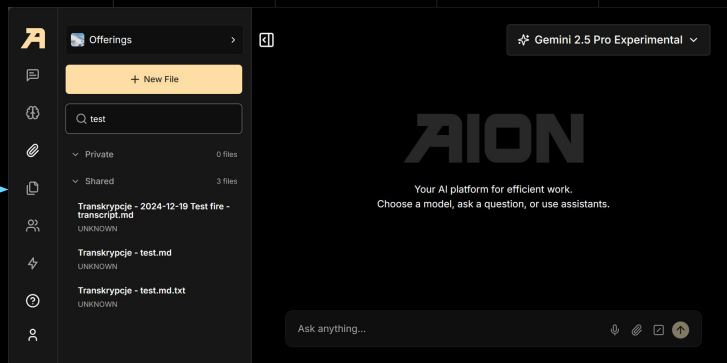 Offerings
+ New File
test
Private 0 files
Shared 3 files
Transkrypcje - 2024-12-19 Test fire -
transcript.md
UNKNOWN
Transkrypcje - test.md
UNKNOWN
Transkrypcje - test.md.txt
UNKNOWN
Gemini 2.5 Pro Experimental
AION
Your AI platform for efficient work.
Choose a model, ask a question, or use assistants.
Ask anything...